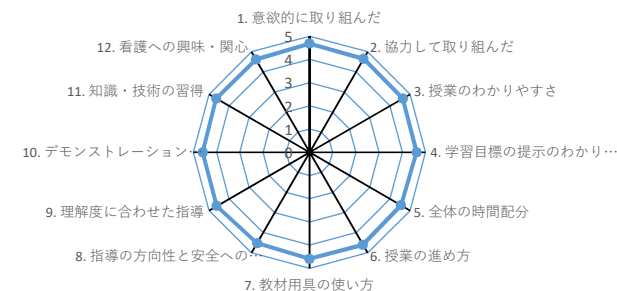 1. 意欲的に取り組んだ
2. 協力して取り組んだ
3. 授業のわかりやすさ
4. 学習目標の提示のわかり…
5. 全体の時間配分
6. 授業の進め方
7. 教材用具の使い方
8. 指導の方向性と安全への…
9. 理解度に合わせた指導
10. デモンストレーション…
11. 知識・技術の習得
12. 看護への興味・関心
5
4
3
2
1
0